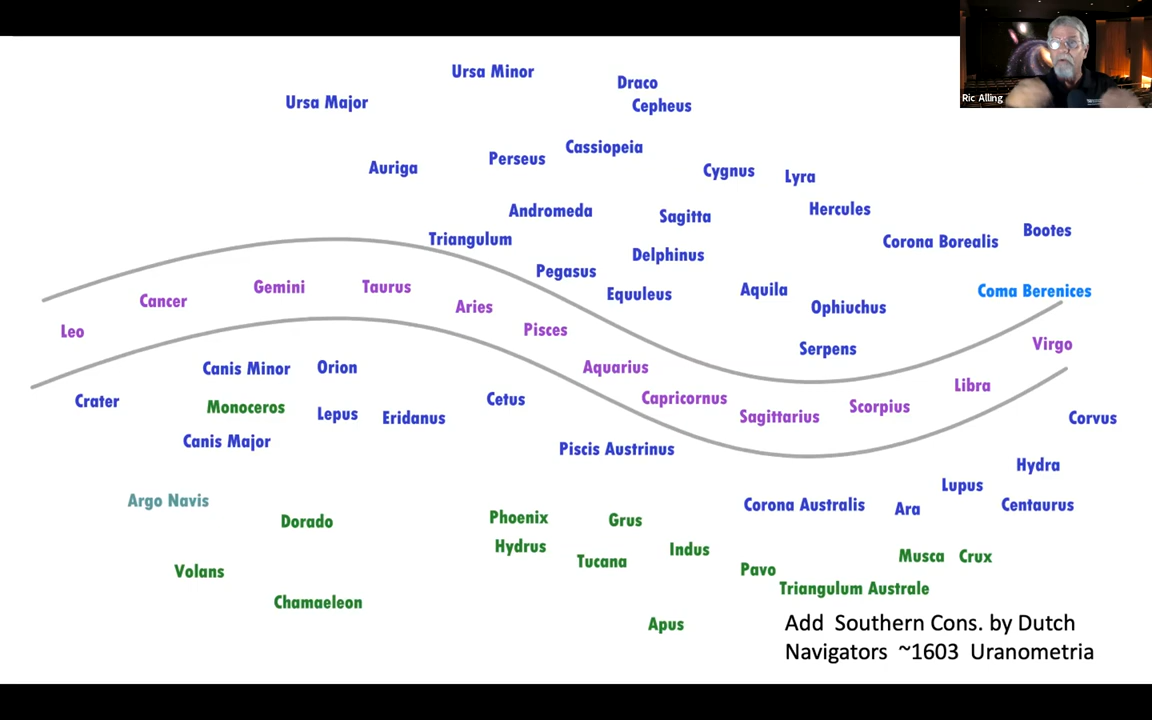 Ursa Minor
Draco
Ursa Major
Cepheus
Ric Alling
Cassiopeia
Perseus
Auriga
Cygnus
Lyra
Andromeda
Sagitta
Hercules
Triangulum
Corona Borealis
Bootes
Delphinus
Pegasus
Cancer
Gemini
Taurus
Equuleus
Aquila
Coma Berenices
Aries
Ophiuchus
Leo
Pisces
Serpens
Virgo
Canis Minor
Orion
Aquarius
Libra
Crater
Monoceros
Lepus
Eridanus
Cetus
Capricornus
Sagittarius
Scorpius
Corvus
Canis Major
Piscis Austrinus
Hydra
Lupus
Argo Navis
Corona Australis
Ara
Centaurus
Dorado
Phoenix
Grus
Hydrus
Indus
Musca
Crux
Tucana
Volans
Pavo
Triangulum Australe
Chamaeleon
Apus
Add Southern Cons. by Dutch
Navigators ~1603 Uranometria